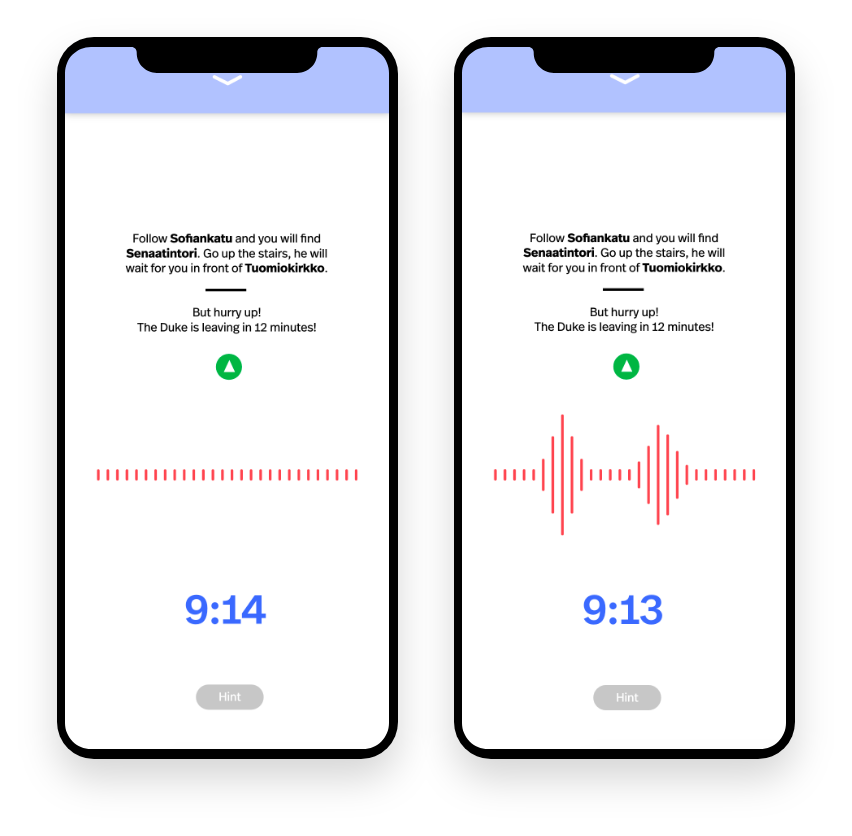 Follow Sofiankatu and you will find
Senaatintori. Go up the stairs, he will
wait for you in front of Tuomiokirkko.
But hurry up!
The Duke is leaving in 12 minutes!
9:14
Hint
Follow Sofiankatu and you will find
Senaatintori. Go up the stairs, he will
wait for you in front of Tuomiokirkko.
But hurry up!
The Duke is leaving in 12 minutes!
9:13
Hint